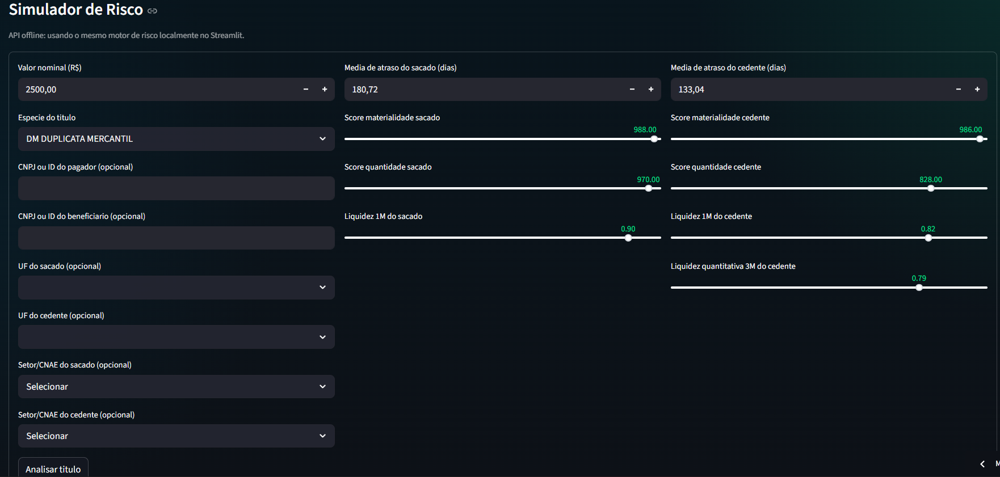 Simulador de Risco
API offline: usando o mesmo motor de risco localmente no Streamlit.
Valor nominal (R$)
2500,00
Especie do titulo
DM DUPLICATA MERCANTIL
CNPJ ou ID do pagador (opcional)
CNPJ ou ID do beneficiario (opcional)
UF do sacado (opcional)
UF do cedente (opcional)
Setor/CNAE do sacado (opcional)
Selecionar
Setor/CNAE do cedente (opcional)
Selecionar
Analisar titulo
Media de atraso do sacado (dias)
180,72
Score materialidade sacado
988.00
Score quantidade sacado
970.00
Liquidez 1M do sacado
0.90
Media de atraso do cedente (dias)
133,04
Score materialidade cedente
986.00
Score quantidade cedente
828.00
Liquidez 1M do cedente
0.82
Liquidez quantitativa 3M do cedente
0.79